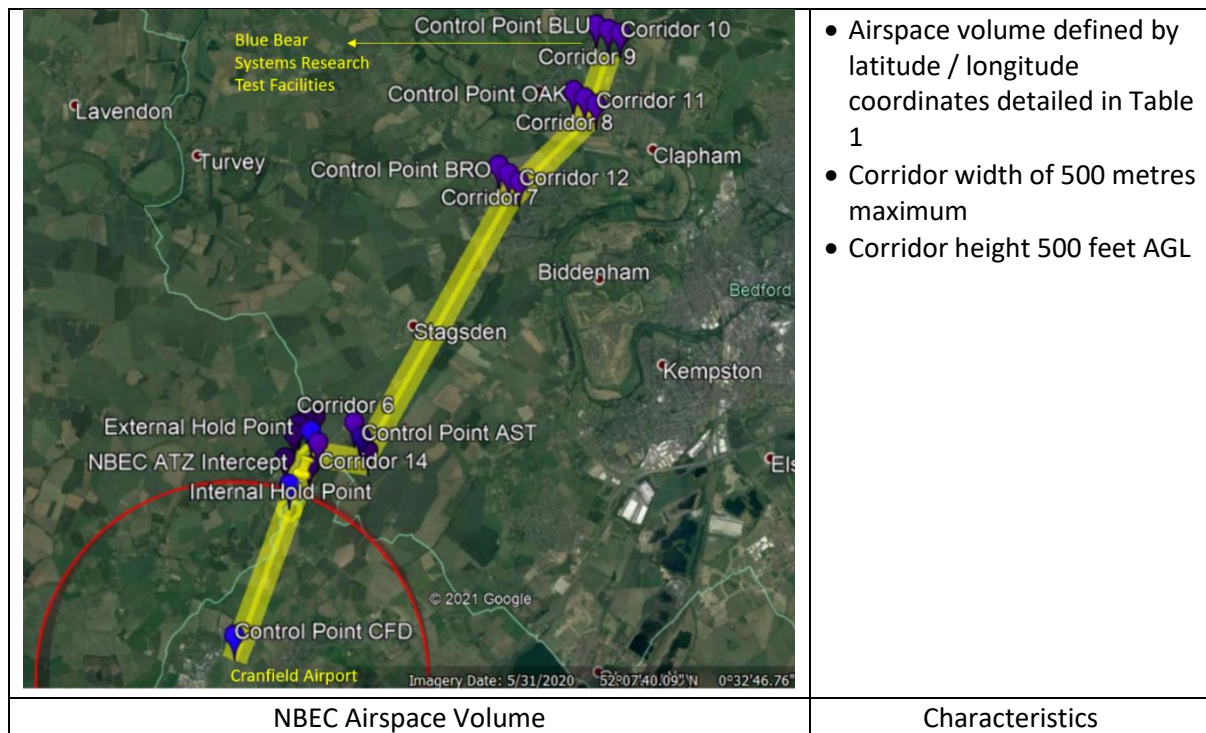 Control Point BLU
Corridor 10
Blue Bear
Systems Research
Test Facilities
Corridor 9
Lavendon
Control Point OAK
Corridor 11
Corridor 8
Turvey
Clapham
Control Point BRO
Corridor 12
Corridor 7
Biddenham
Bedford
Stagsden
Kempston
Corridor 6
External Hold Point
Control Point AST
NBEC ATZ Intercept
Corridor 14
Els
Internal Hold Point
© 2021 Google
Control Point CFD
Cranfield Airport
Imagery Date: 5/31/2020
52°07'40.09" N
0°32'46.76"
• Airspace volume defined by
latitude / longitude
coordinates detailed in Table
1
• Corridor width of 500 metres
maximum
• Corridor height 500 feet AGL
NBEC Airspace Volume
Characteristics